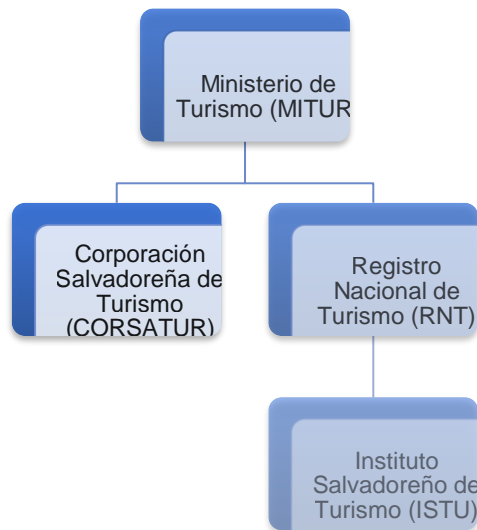 Ministerio de
Turismo (MITUR
Corporación
Salvadoreña de
Turismo
(CORSATUR)
Registro
Nacional de
Turismo (RNT)
Instituto
Salvadoreño de
Turismo (ISTU)